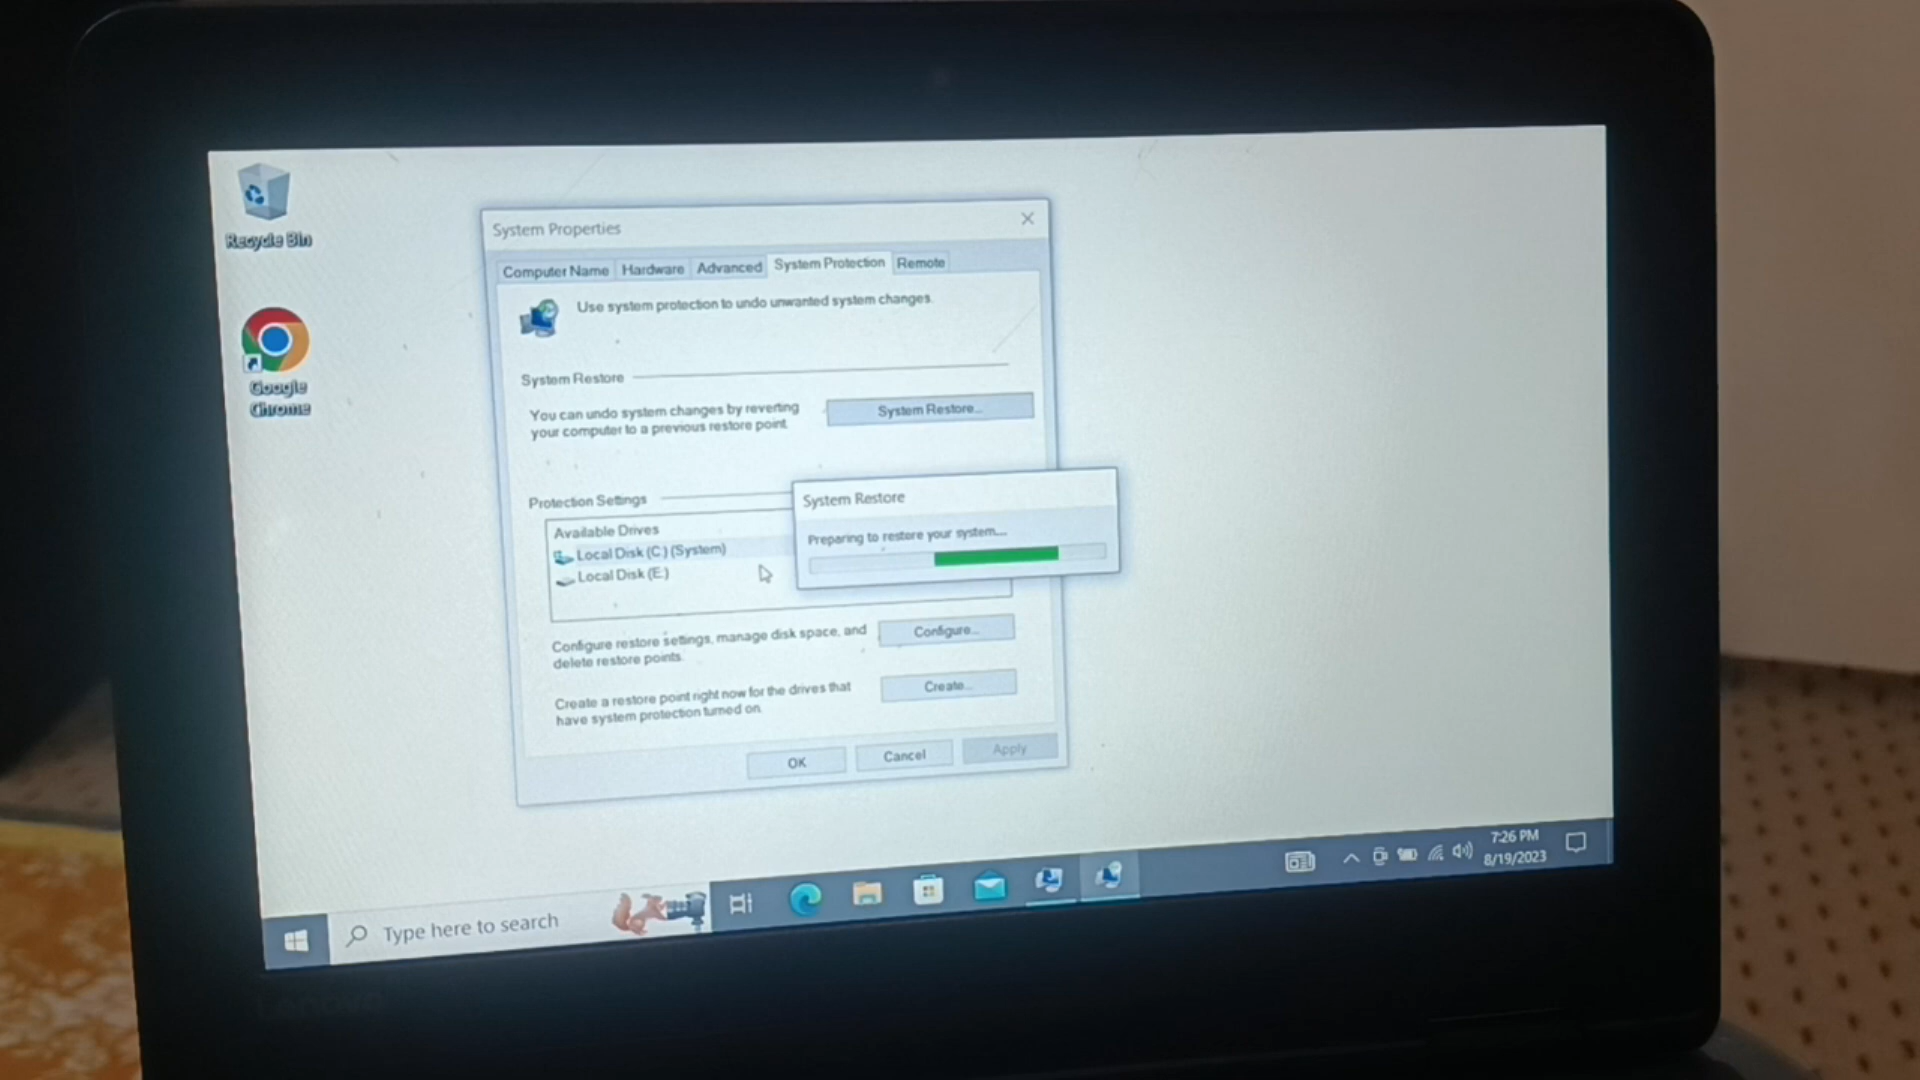 Recycle Bin
Google
Chrome
System Properties
Computer Name
Hardware
Advanced
System Protection
Remote
Use system protection to undo unwanted system changes.
System Restore
You can undo system changes by reverting
your computer to a previous restore point.
System Restore...
Protection Settings
Available Drives
Local Disk (C:) (System)
Local Disk (E:)
System Restore
Preparing to restore your system...
Configure restore settings, manage disk space, and
delete restore points.
Configure...
Create a restore point right now for the drives that
have system protection turned on.
Create...
OK
Cancel
Apply
Type here to search
7:26 PM
8/19/2023